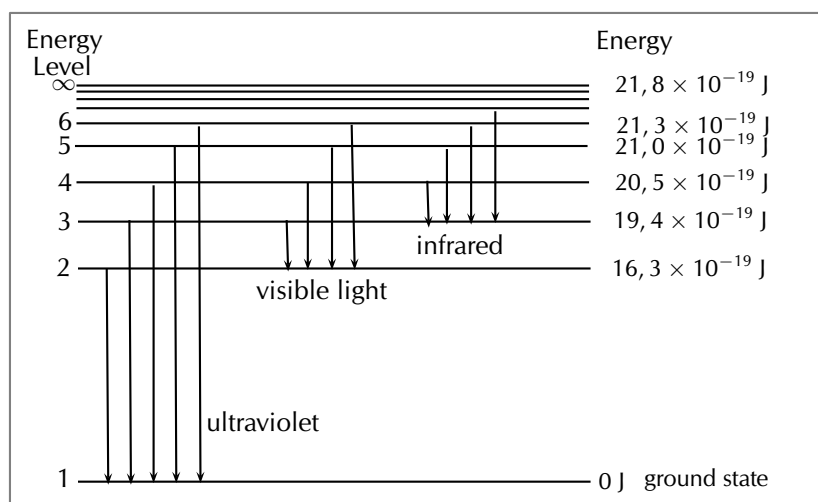 Energy Level
Energy
∞
21, 8 × 10⁻¹⁹ J
6
21, 3 × 10⁻¹⁹ J
5
21, 0 × 10⁻¹⁹ J
4
20, 5 × 10⁻¹⁹ J
3
19, 4 × 10⁻¹⁹ J
infrared
2
16, 3 × 10⁻¹⁹ J
visible light
ultraviolet
1
0 J ground state